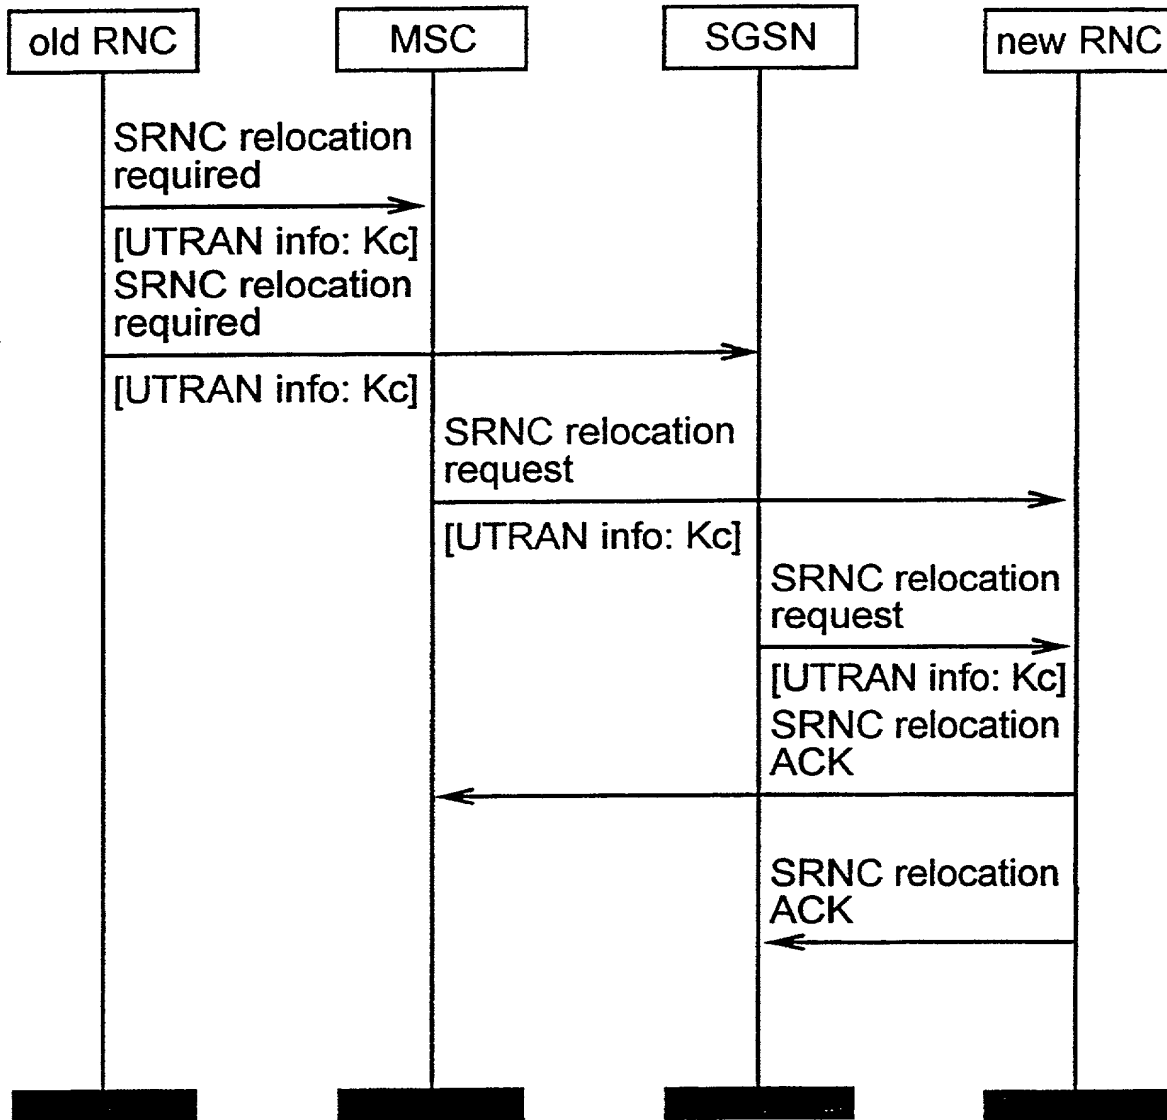 old RNC
MSC
SGSN
new RNC
SRNC relocation
required
[UTRAN info: Kc]
SRNC relocation
required
[UTRAN info: Kc]
SRNC relocation
request
[UTRAN info: Kc]
SRNC relocation
request
[UTRAN info: Kc]
SRNC relocation
ACK
SRNC relocation
ACK